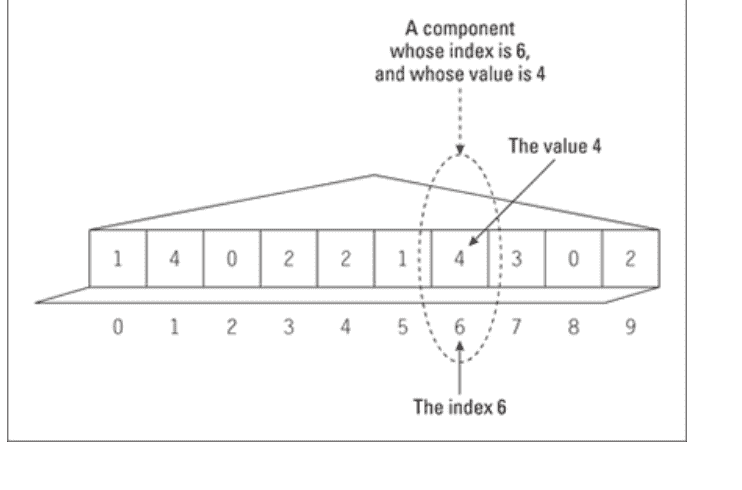 A component
whose index is 6,
and whose value is 4
The value 4
1 4 0 2 2 1 4 3 0 2
0 1 2 3 4 5 6 7 8 9
The index 6